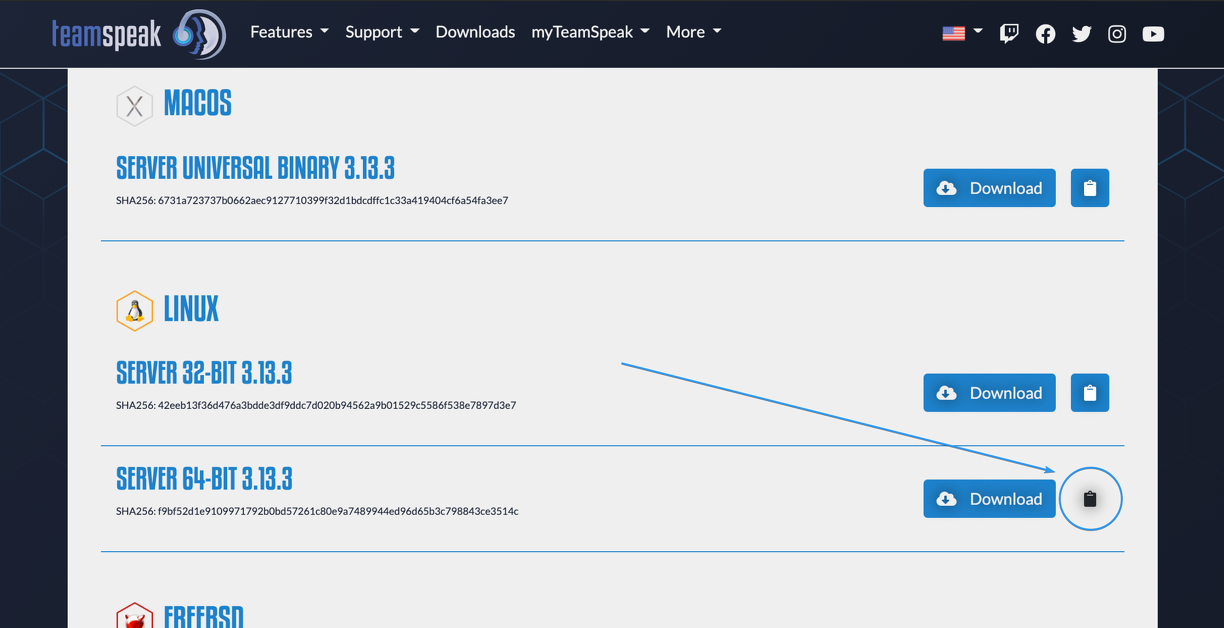 teamspeak Features Support Downloads myTeamSpeak More
MACOS
SERVER UNIVERSAL BINARY 3.13.3
SHA256: 6731a723737b0662aec9127710399f32d1bdcdffc1c33a419404cf6a54fa3ee7
Download
LINUX
SERVER 32-BIT 3.13.3
SHA256: 42eeb13f36d476a3bdde3df9ddc7d020b94562a9b01529c5586f538e7897d3e7
Download
SERVER 64-BIT 3.13.3
SHA256: f9bf52d1e9109971792b0bd57261c80e9a7489944ed96d65b3c798843ce3514c
Download
FREEBSD